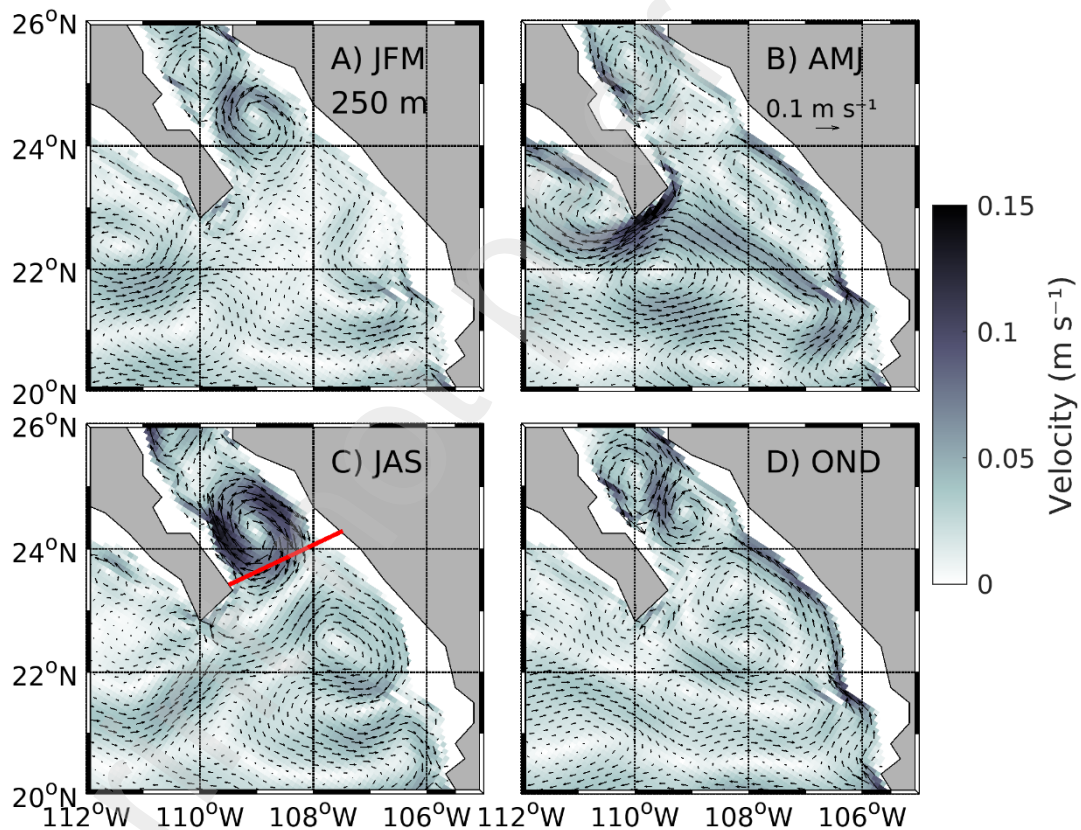 26°N
24°N
22°N
20°N
A) JFM
250 m
B) AMJ
0.1 m s⁻¹
26°N
24°N
22°N
20°N
C) JAS
D) OND
112°W 110°W 108°W 106°W 112°W 110°W 108°W 106°W
0.15
0.1
0.05
0
Velocity (m s⁻¹)